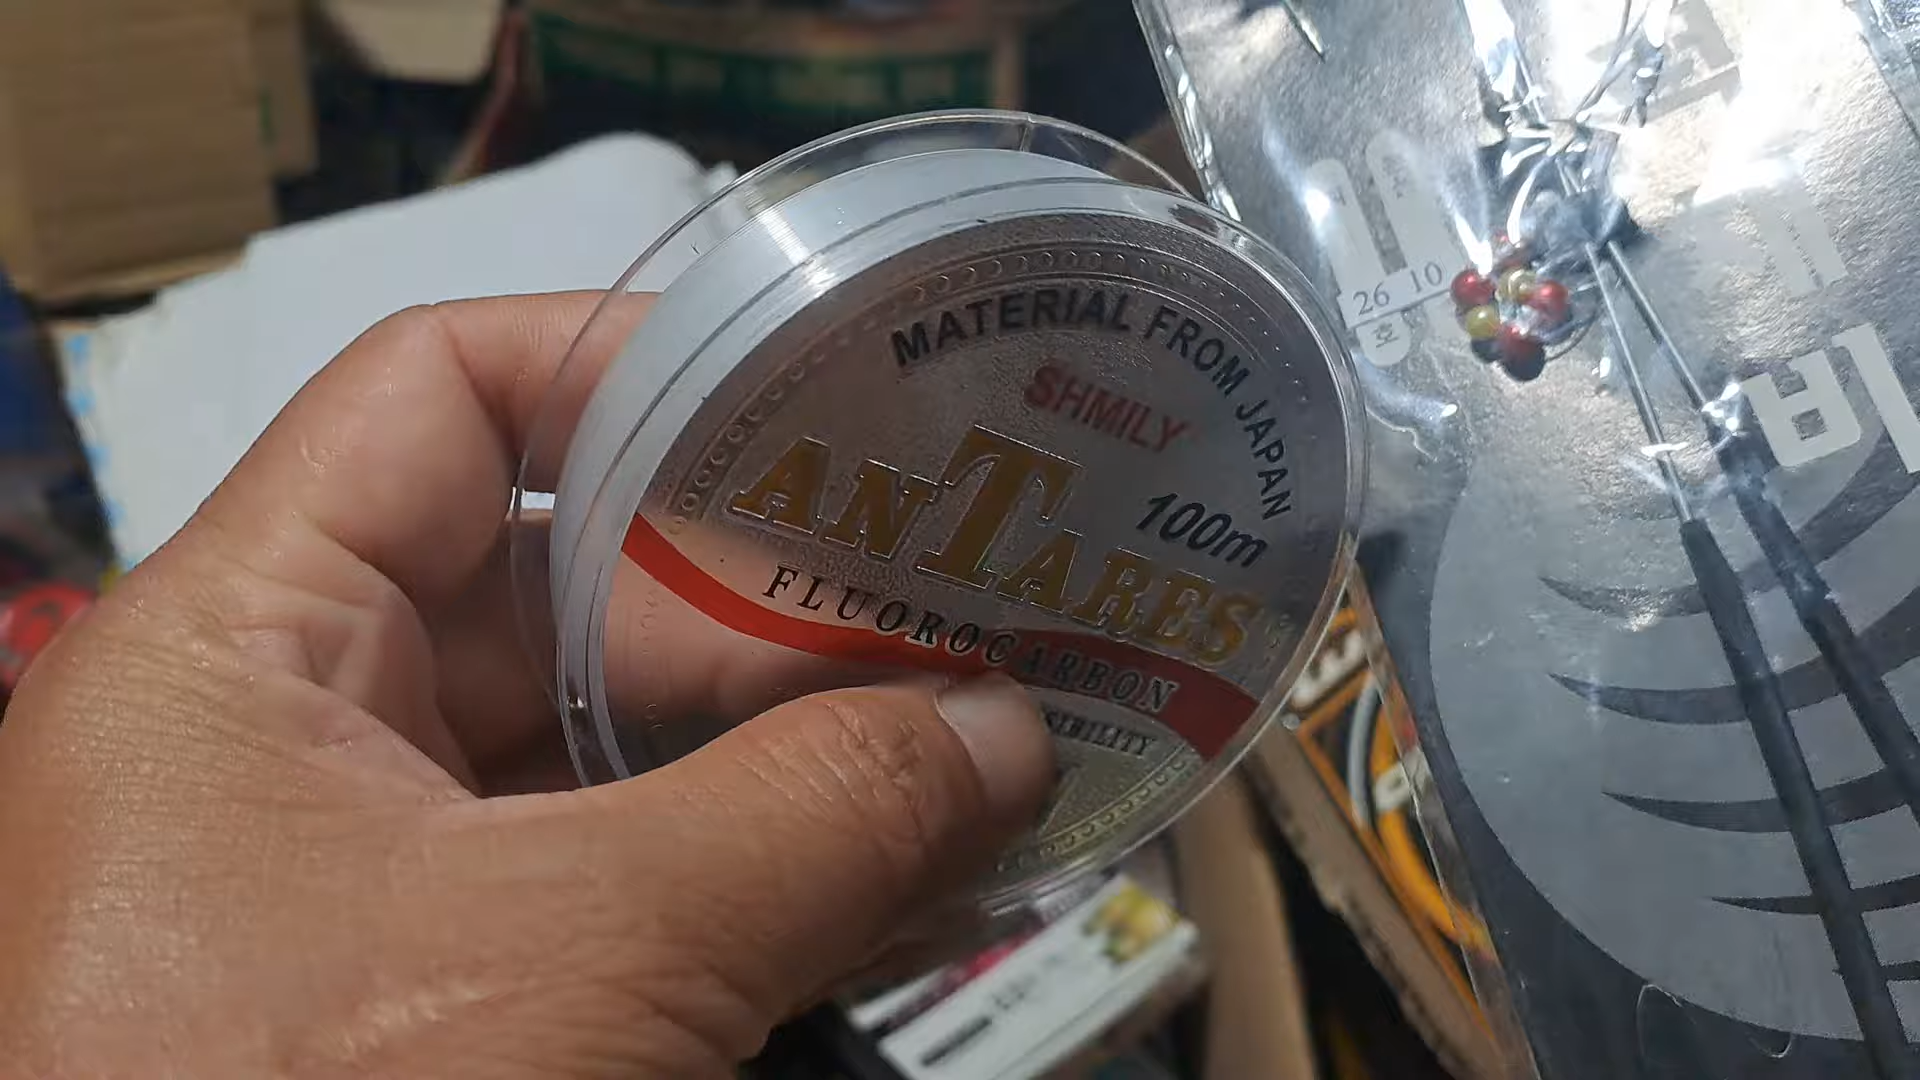 MATERIAL FROM JAPAN
SHMILY
ANTARES
100m
FLUOROCARBON
26 10
호